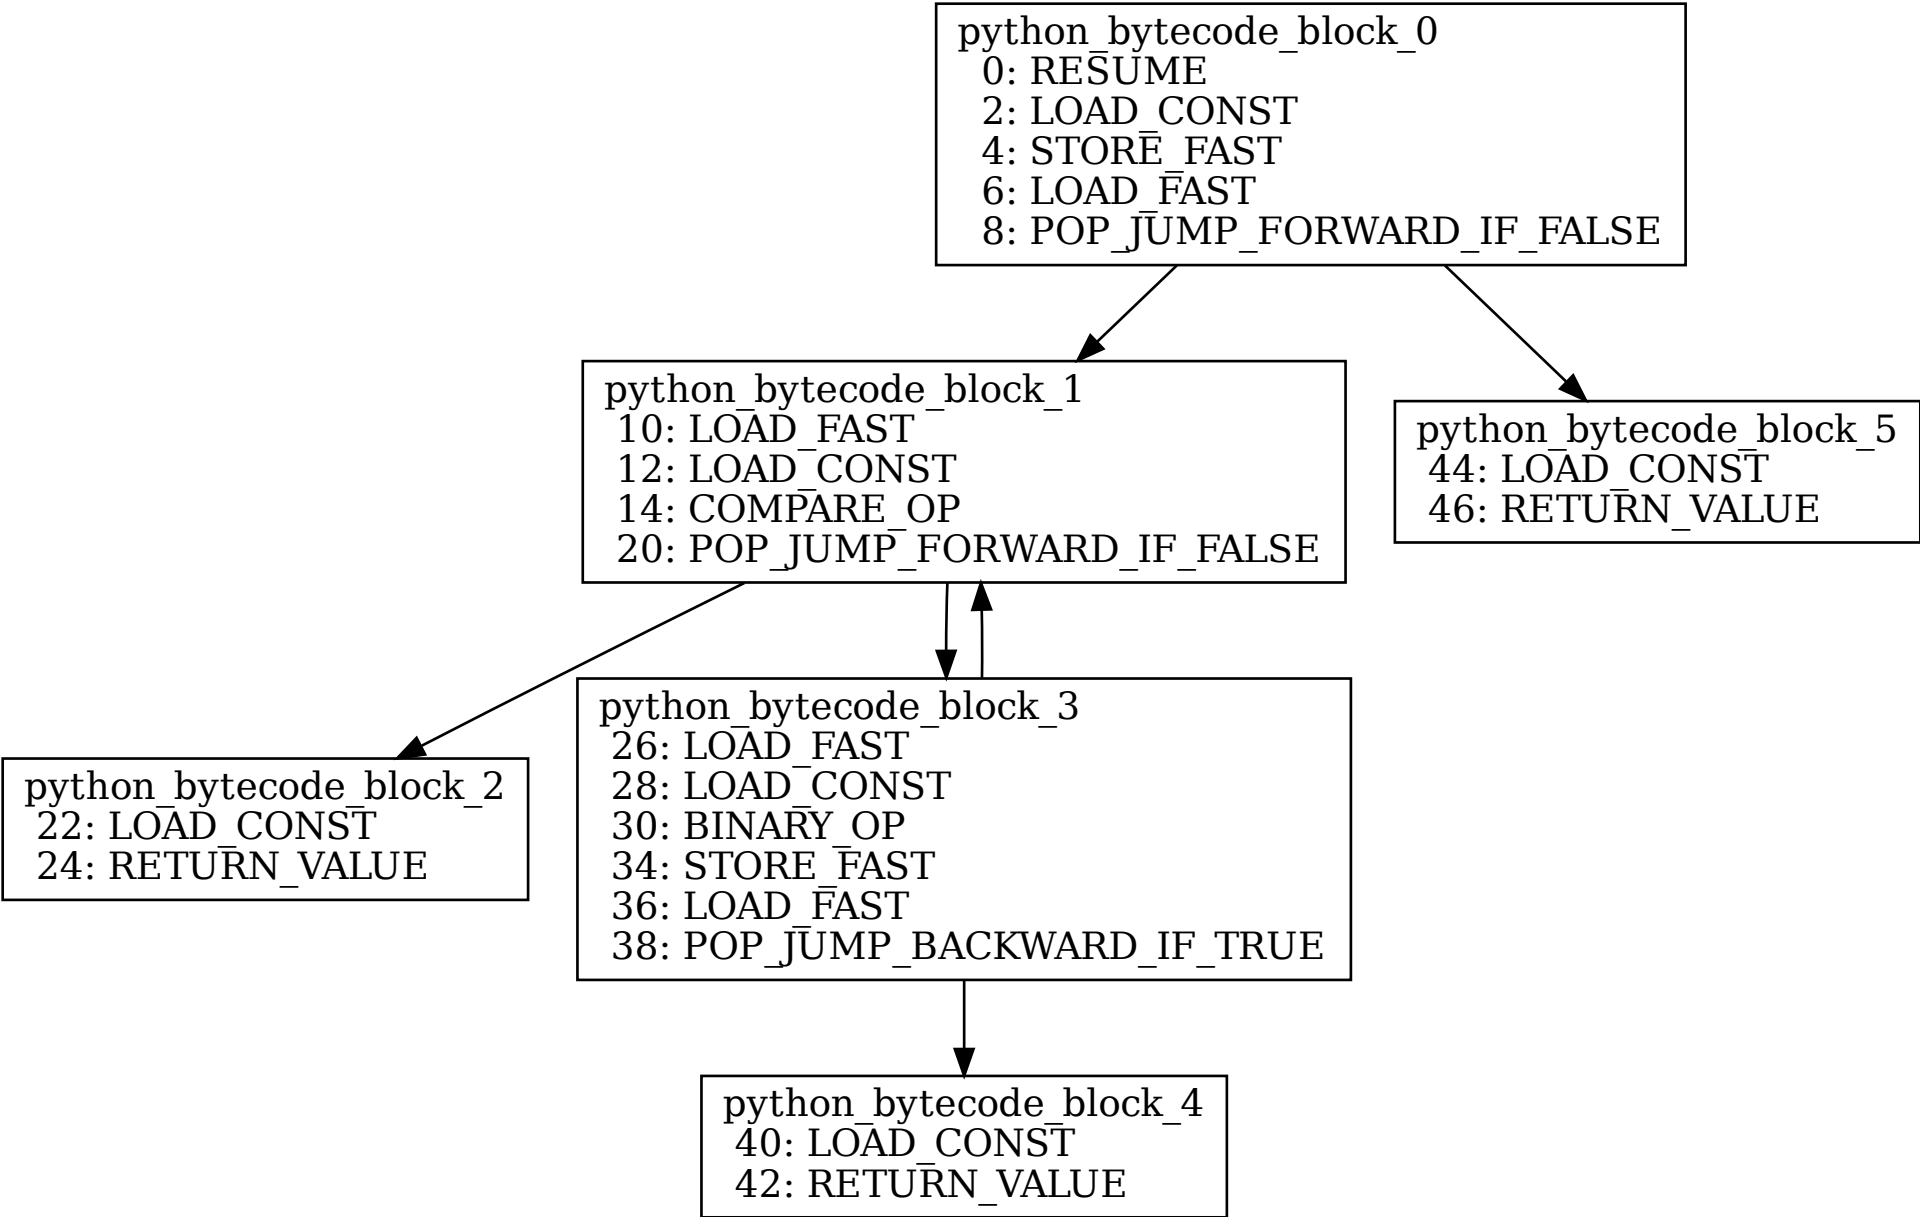 python_bytecode_block_0
0: RESUME
2: LOAD_CONST
4: STORE_FAST
6: LOAD_FAST
8: POP_JUMP_FORWARD_IF_FALSE
python_bytecode_block_1
10: LOAD_FAST
12: LOAD_CONST
14: COMPARE_OP
20: POP_JUMP_FORWARD_IF_FALSE
python_bytecode_block_5
44: LOAD_CONST
46: RETURN_VALUE
python_bytecode_block_2
22: LOAD_CONST
24: RETURN_VALUE
python_bytecode_block_3
26: LOAD_FAST
28: LOAD_CONST
30: BINARY_OP
34: STORE_FAST
36: LOAD_FAST
38: POP_JUMP_BACKWARD_IF_TRUE
python_bytecode_block_4
40: LOAD_CONST
42: RETURN_VALUE